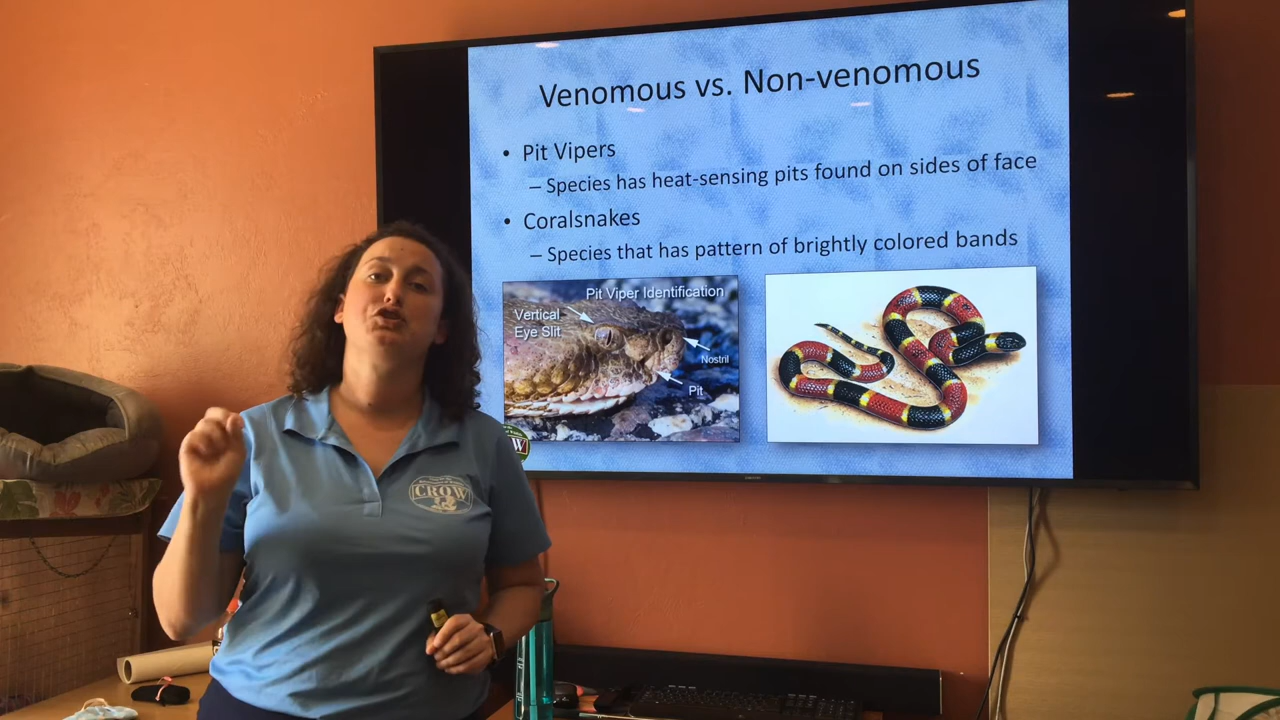 Venomous vs. Non-venomous
• Pit Vipers
– Species has heat-sensing pits found on sides of face
• Coralsnakes
– Species that has pattern of brightly colored bands
Pit Viper Identification
Vertical
Eye Slit
Nostril
Pit
CROW
W